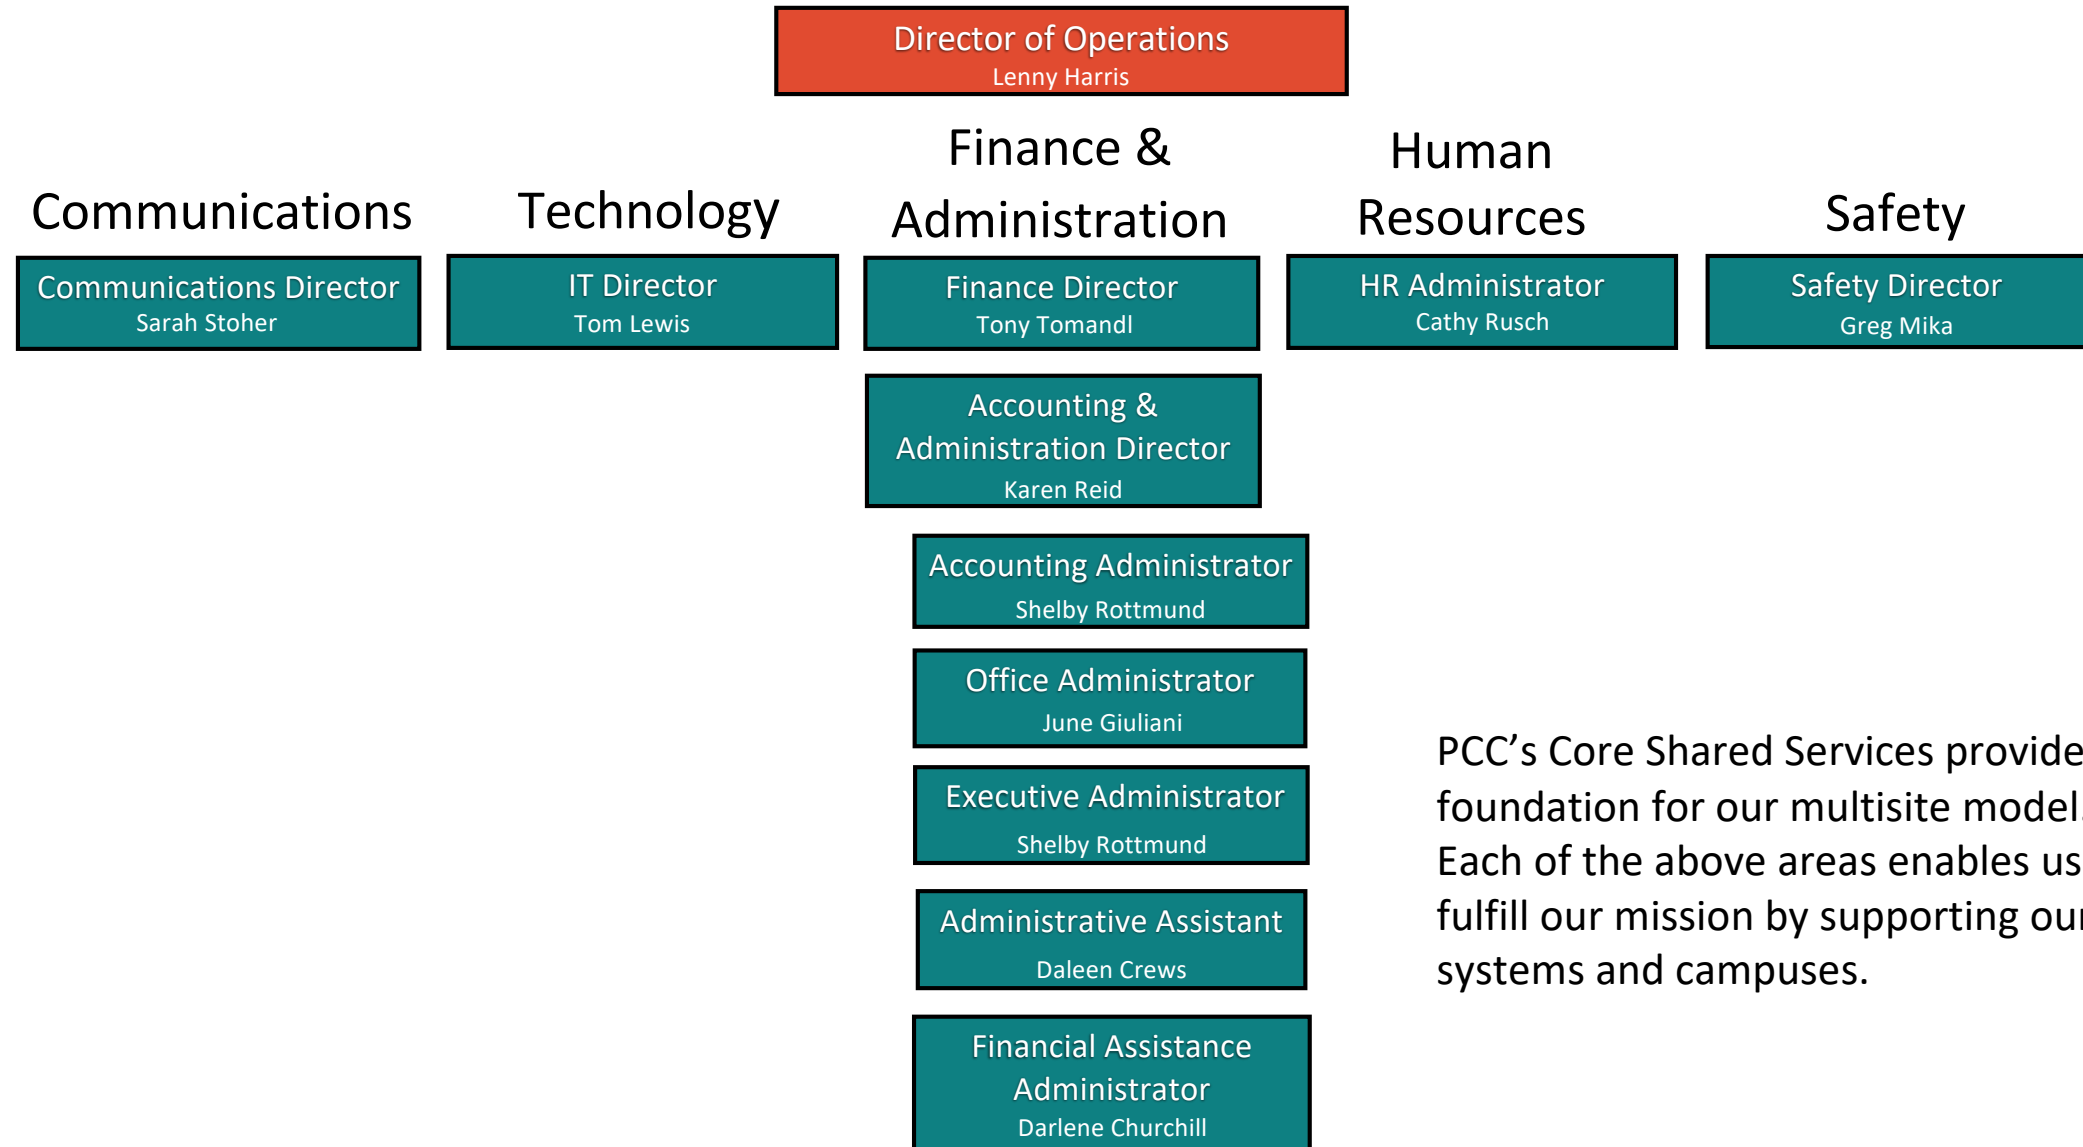 Director of Operations
Lenny Harris
Communications
Technology
Finance &
Administration
Human
Resources
Safety
Communications Director
Sarah Stoher
IT Director
Tom Lewis
Finance Director
Tony Tomandl
HR Administrator
Cathy Rusch
Safety Director
Greg Mika
Accounting &
Administration Director
Karen Reid
Accounting Administrator
Shelby Rottmund
Office Administrator
June Giuliani
Executive Administrator
Shelby Rottmund
Administrative Assistant
Daleen Crews
Financial Assistance
Administrator
Darlene Churchill
PCC’s Core Shared Services provide
foundation for our multisite model.
Each of the above areas enables us
fulfill our mission by supporting our
systems and campuses.